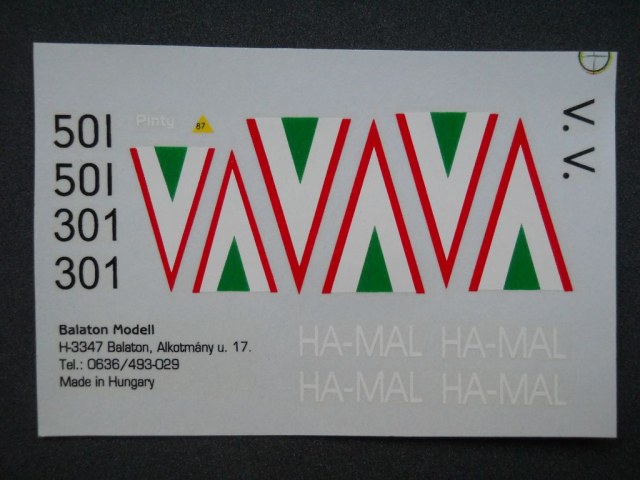 501
501
301
301
Pinty
87
V. V.
HA-MAL HA-MAL
HA-MAL HA-MAL
Balaton Modell
H-3347 Balaton, Alkotmány u. 17.
Tel.: 0636/493-029
Made in Hungary